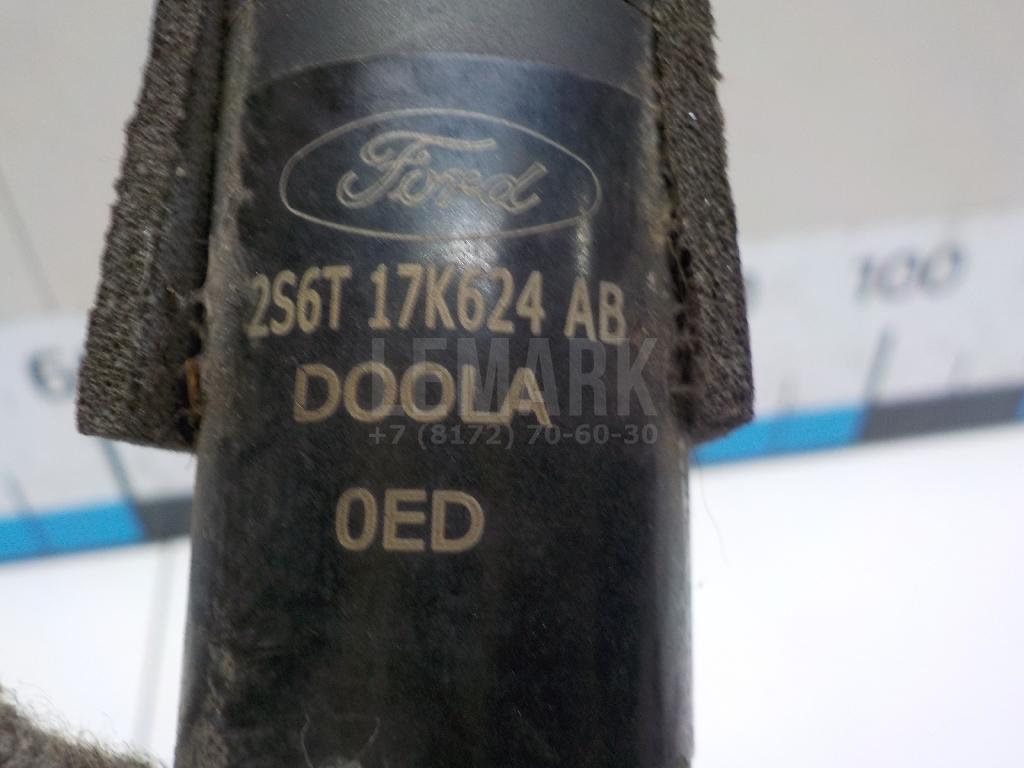 Ford
100
2S6T 17K624 AB
LEMARK
DOOLA
+7 (8172) 70-60-30
0ED